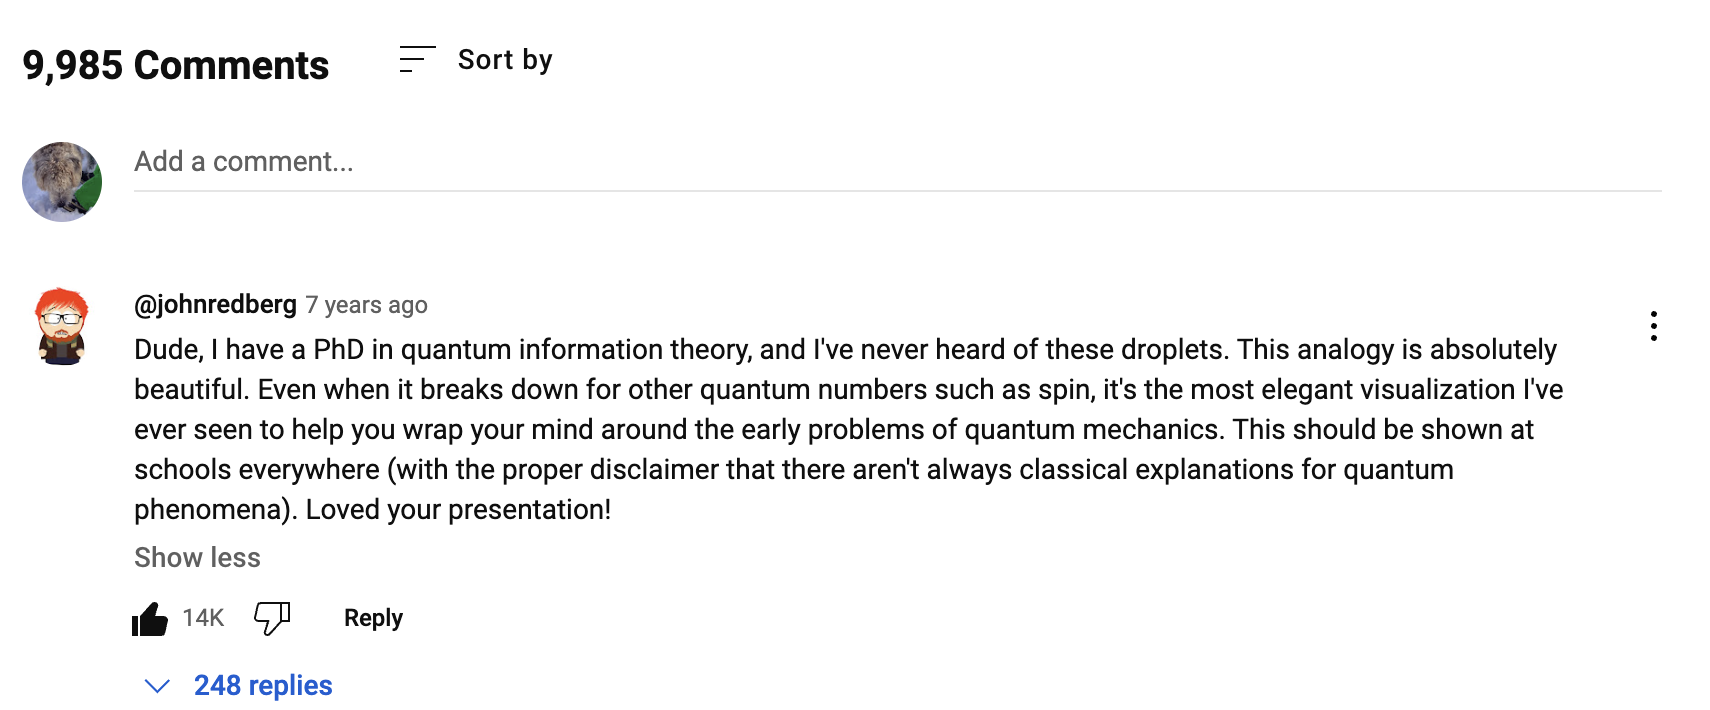 9,985 Comments Sort by
Add a comment...
@johnredberg 7 years ago
Dude, I have a PhD in quantum information theory, and I've never heard of these droplets. This analogy is absolutely
beautiful. Even when it breaks down for other quantum numbers such as spin, it's the most elegant visualization I've
ever seen to help you wrap your mind around the early problems of quantum mechanics. This should be shown at
schools everywhere (with the proper disclaimer that there aren't always classical explanations for quantum
phenomena). Loved your presentation!
Show less
14K Reply
248 replies